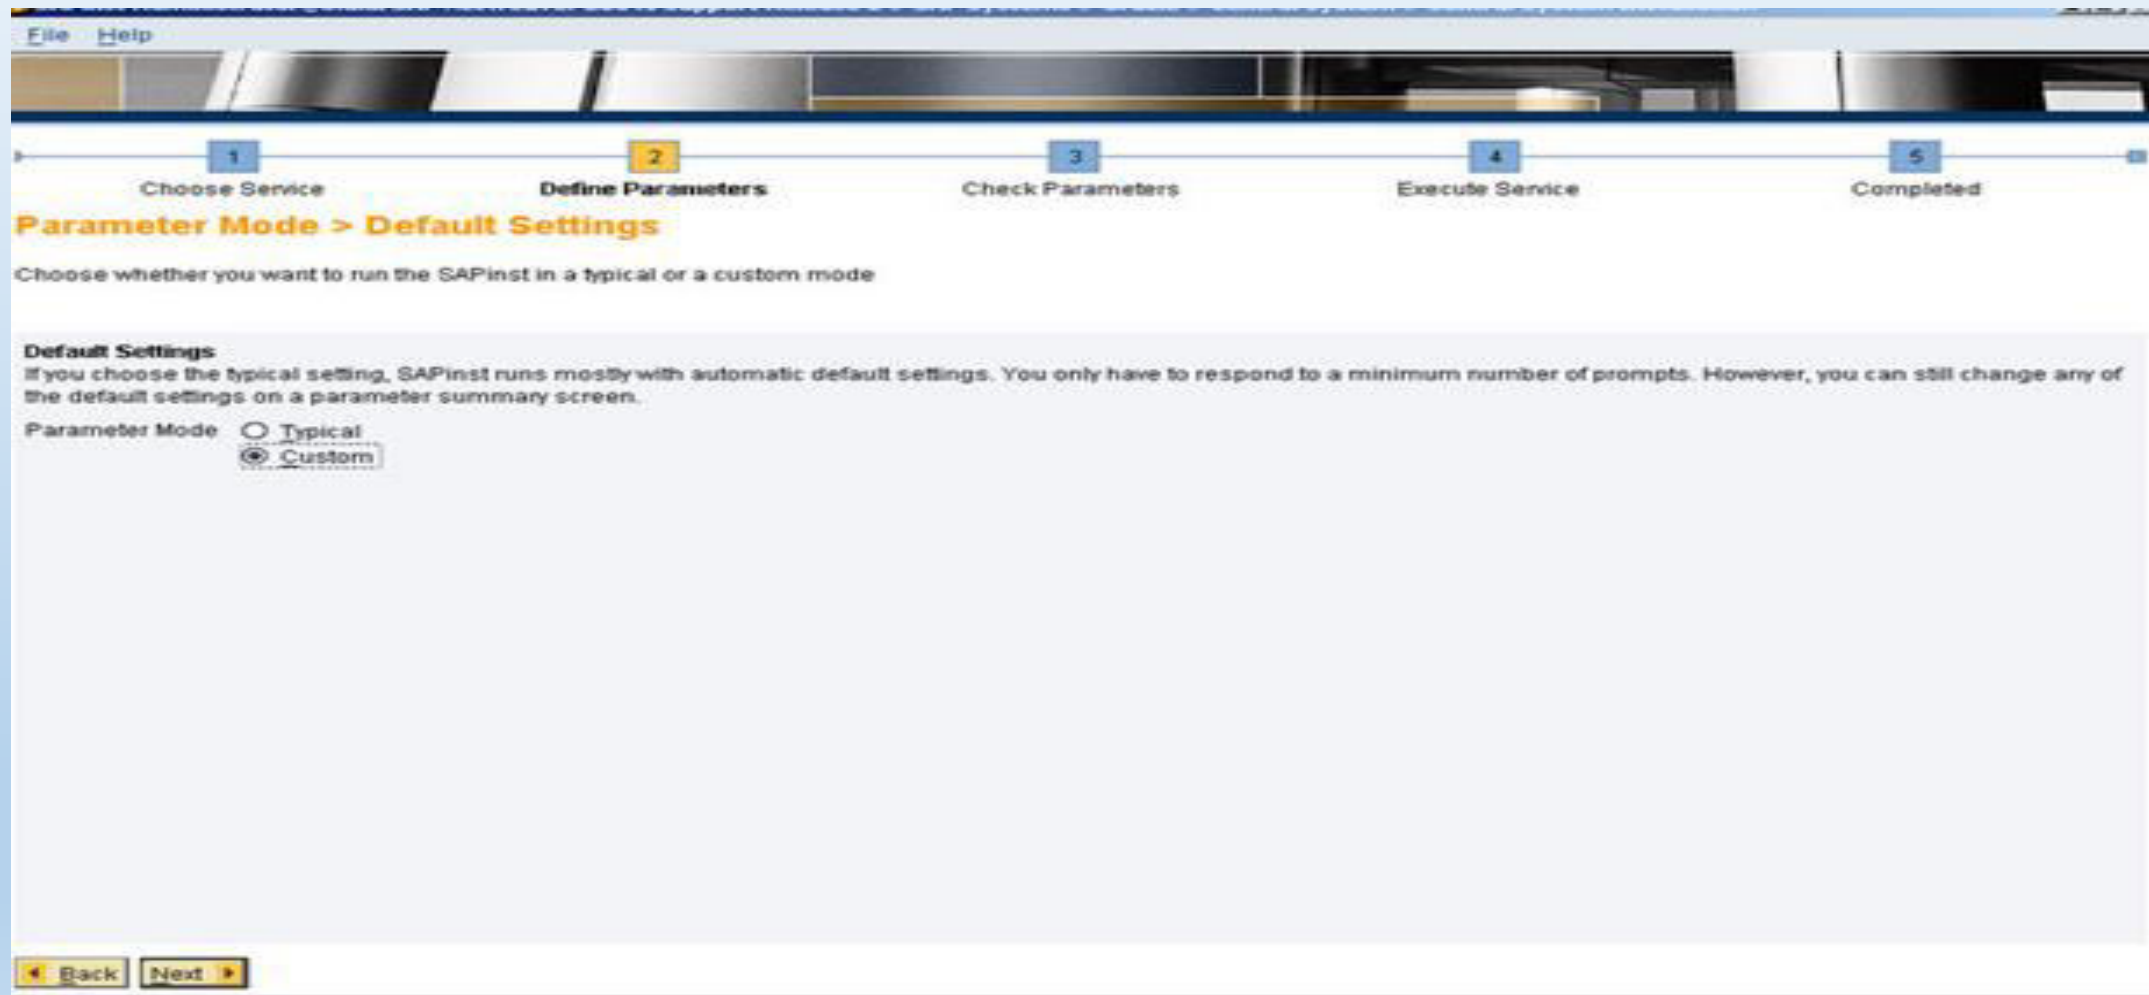 File Help
1 2 3 4 5
Choose Service Define Parameters Check Parameters Execute Service Completed
Parameter Mode > Default Settings
Choose whether you want to run the SAPinst in a typical or a custom mode
Default Settings
If you choose the typical setting, SAPinst runs mostly with automatic default settings. You only have to respond to a minimum number of prompts. However, you can still change any of
the default settings on a parameter summary screen.
Parameter Mode Typical
Custom
Back Next